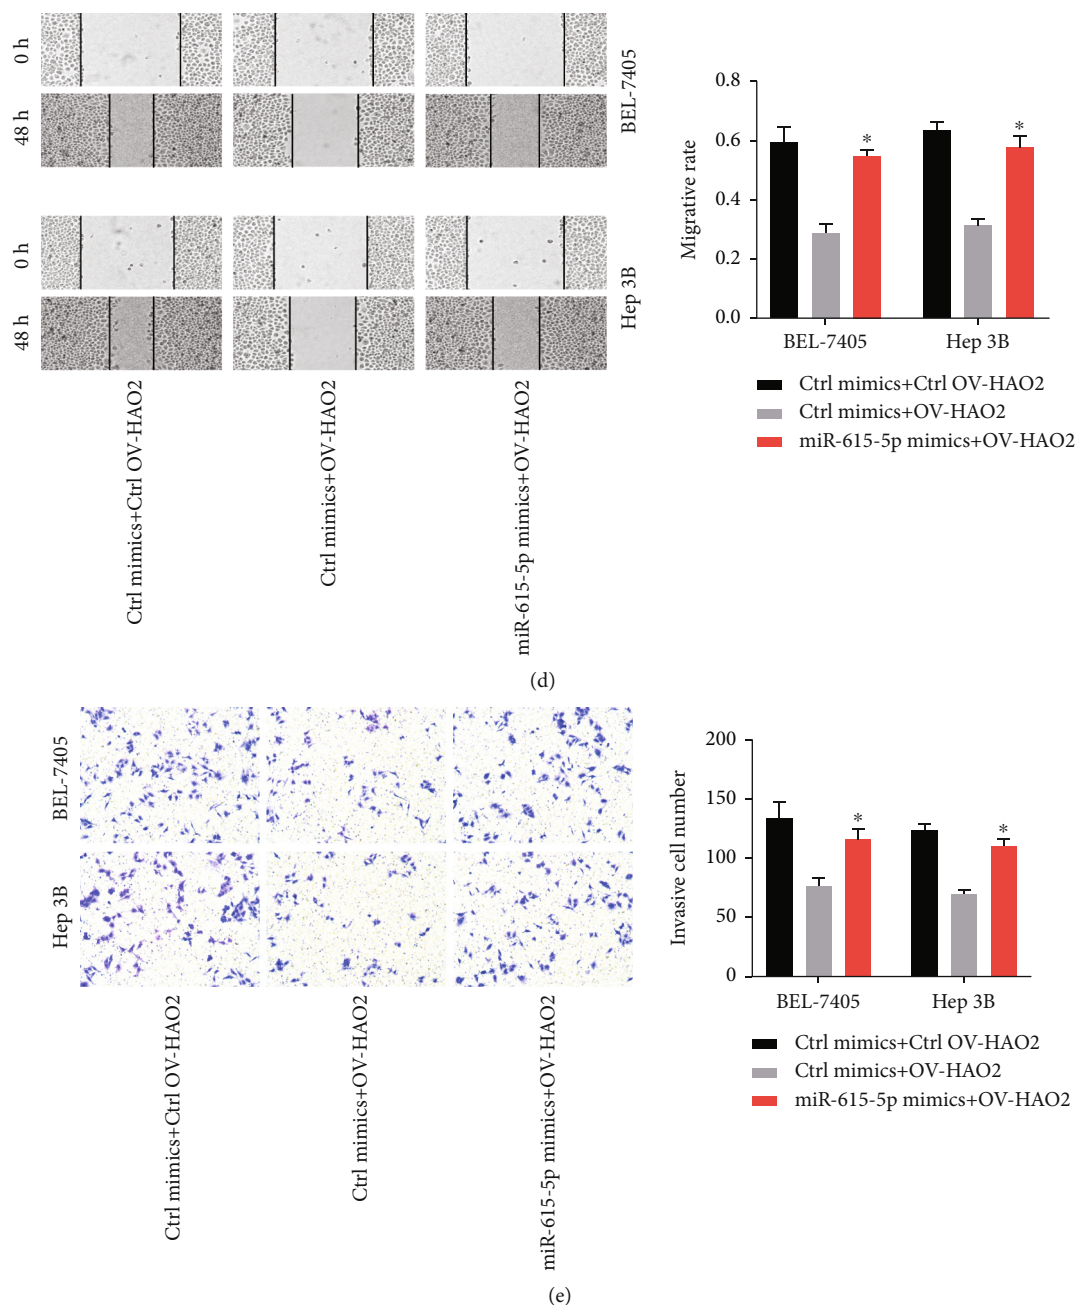 0 h
48 h
BEL-7405
0 h
48 h
Hep 3B
Ctrl mimics+Ctrl OV-HAO2
Ctrl mimics+OV-HAO2
miR-615-5p mimics+OV-HAO2
Migrative rate
0.8
0.6
0.4
0.2
0.0
*
*
BEL-7405
Hep 3B
Ctrl mimics+Ctrl OV-HAO2
Ctrl mimics+OV-HAO2
miR-615-5p mimics+OV-HAO2
(d)
BEL-7405
Hep 3B
Ctrl mimics+Ctrl OV-HAO2
Ctrl mimics+OV-HAO2
miR-615-5p mimics+OV-HAO2
Invasive cell number
200
150
100
50
0
*
*
BEL-7405
Hep 3B
Ctrl mimics+Ctrl OV-HAO2
Ctrl mimics+OV-HAO2
miR-615-5p mimics+OV-HAO2
(e)